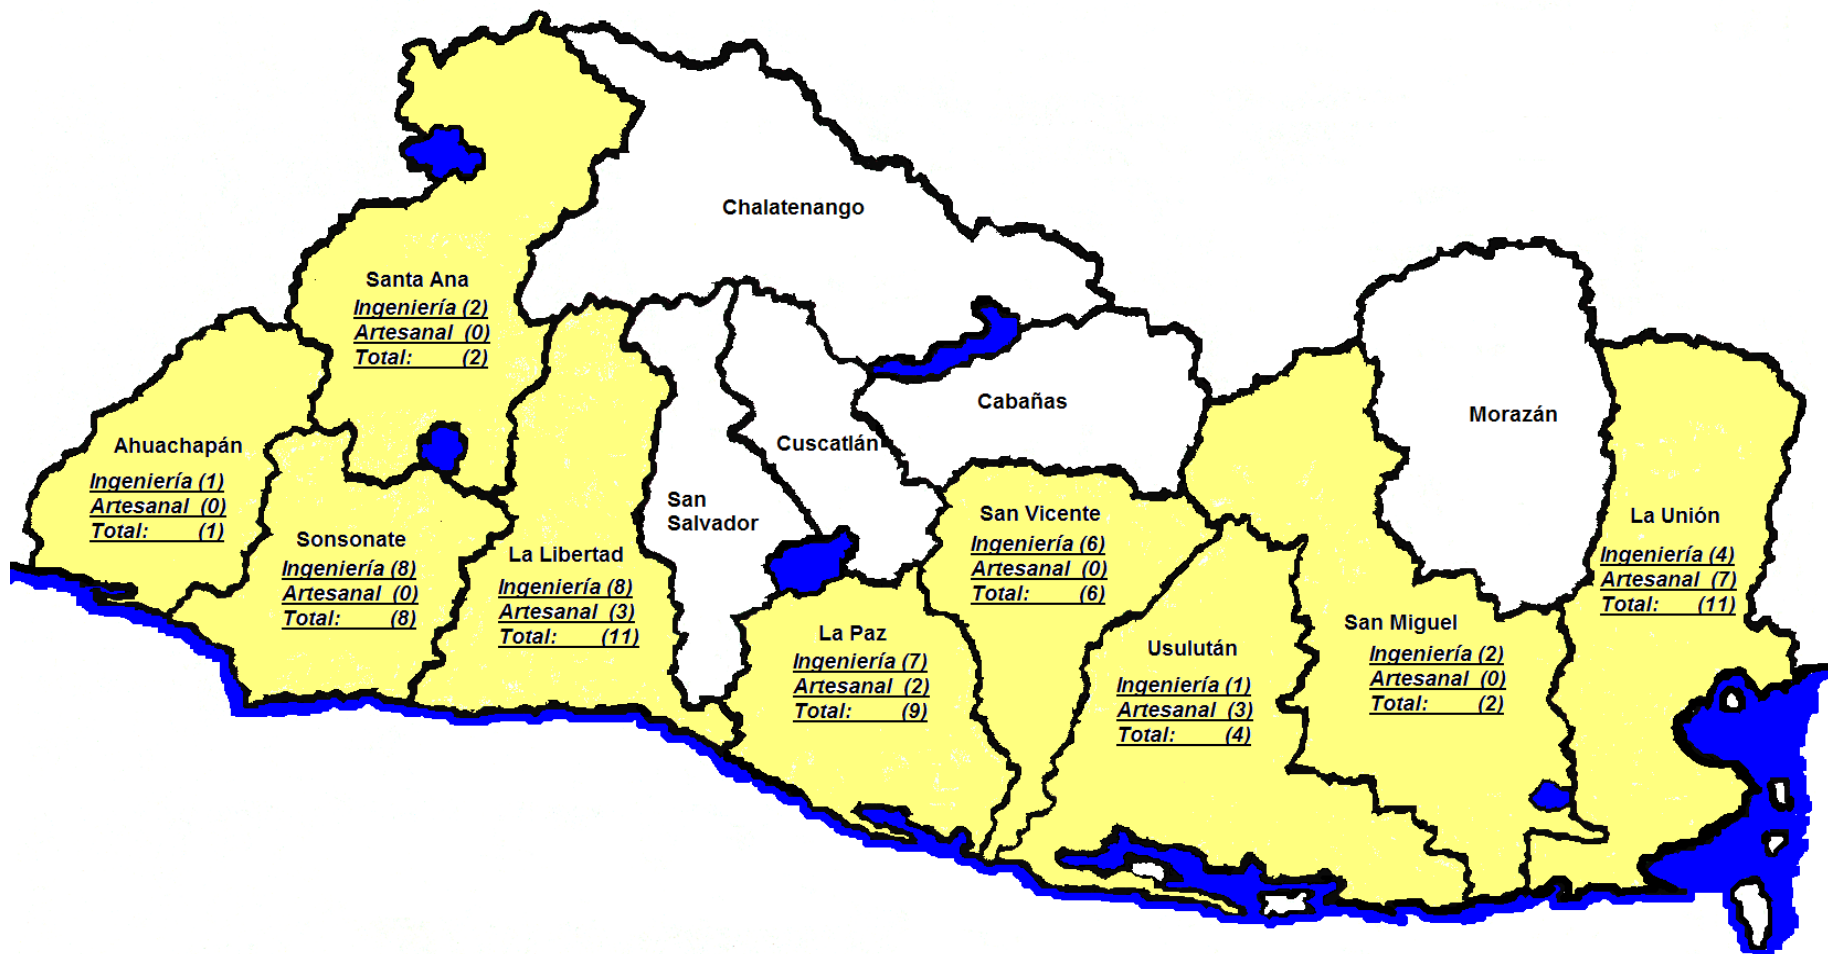 Chalatenango
Santa Ana
Ingeniería (2)
Artesanal (0)
Total: (2)
Ahuachapán
Ingeniería (1)
Artesanal (0)
Total: (1)
Sonsonate
Ingeniería (8)
Artesanal (0)
Total: (8)
La Libertad
Ingeniería (8)
Artesanal (3)
Total: (11)
San
Salvador
Cuscatlán
Cabañas
La Paz
Ingeniería (7)
Artesanal (2)
Total: (9)
San Vicente
Ingeniería (6)
Artesanal (0)
Total: (6)
Usulután
Ingeniería (1)
Artesanal (3)
Total: (4)
San Miguel
Ingeniería (2)
Artesanal (0)
Total: (2)
Morazán
La Unión
Ingeniería (4)
Artesanal (7)
Total: (11)